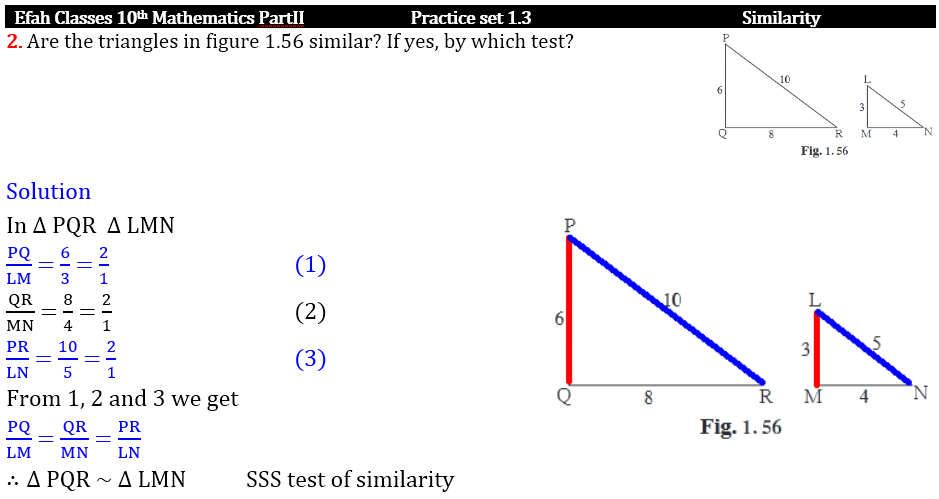 Efah Classes 10th Mathematics PartII Practice set 1.3 Similarity
2. Are the triangles in figure 1.56 similar? If yes, by which test?
P
10
6
Q 8 R
L
3 5
M 4 N
Fig. 1.56
Solution
In Δ PQR Δ LMN
PQ/LM = 6/3 = 2/1 (1)
QR/MN = 8/4 = 2/1 (2)
PR/LN = 10/5 = 2/1 (3)
From 1, 2 and 3 we get
PQ/LM = QR/MN = PR/LN
∴ Δ PQR ~ Δ LMN SSS test of similarity
P
10
6
Q 8 R
L
3 5
M 4 N
Fig. 1.56